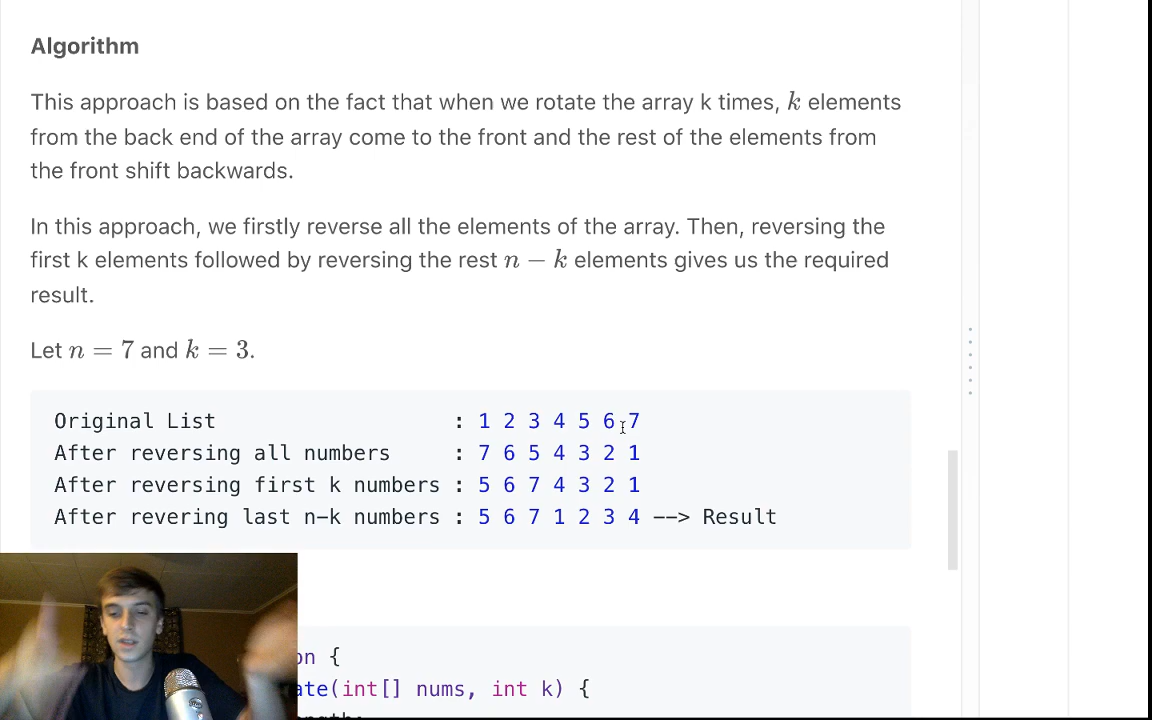 Algorithm
This approach is based on the fact that when we rotate the array k times, k elements
from the back end of the array come to the front and the rest of the elements from
the front shift backwards.
In this approach, we firstly reverse all the elements of the array. Then, reversing the
first k elements followed by reversing the rest n − k elements gives us the required
result.
Let n = 7 and k = 3.
Original List : 1 2 3 4 5 6 7
After reversing all numbers : 7 6 5 4 3 2 1
After reversing first k numbers : 5 6 7 4 3 2 1
After revering last n-k numbers : 5 6 7 1 2 3 4 --> Result
on {
ate(int[] nums, int k) {